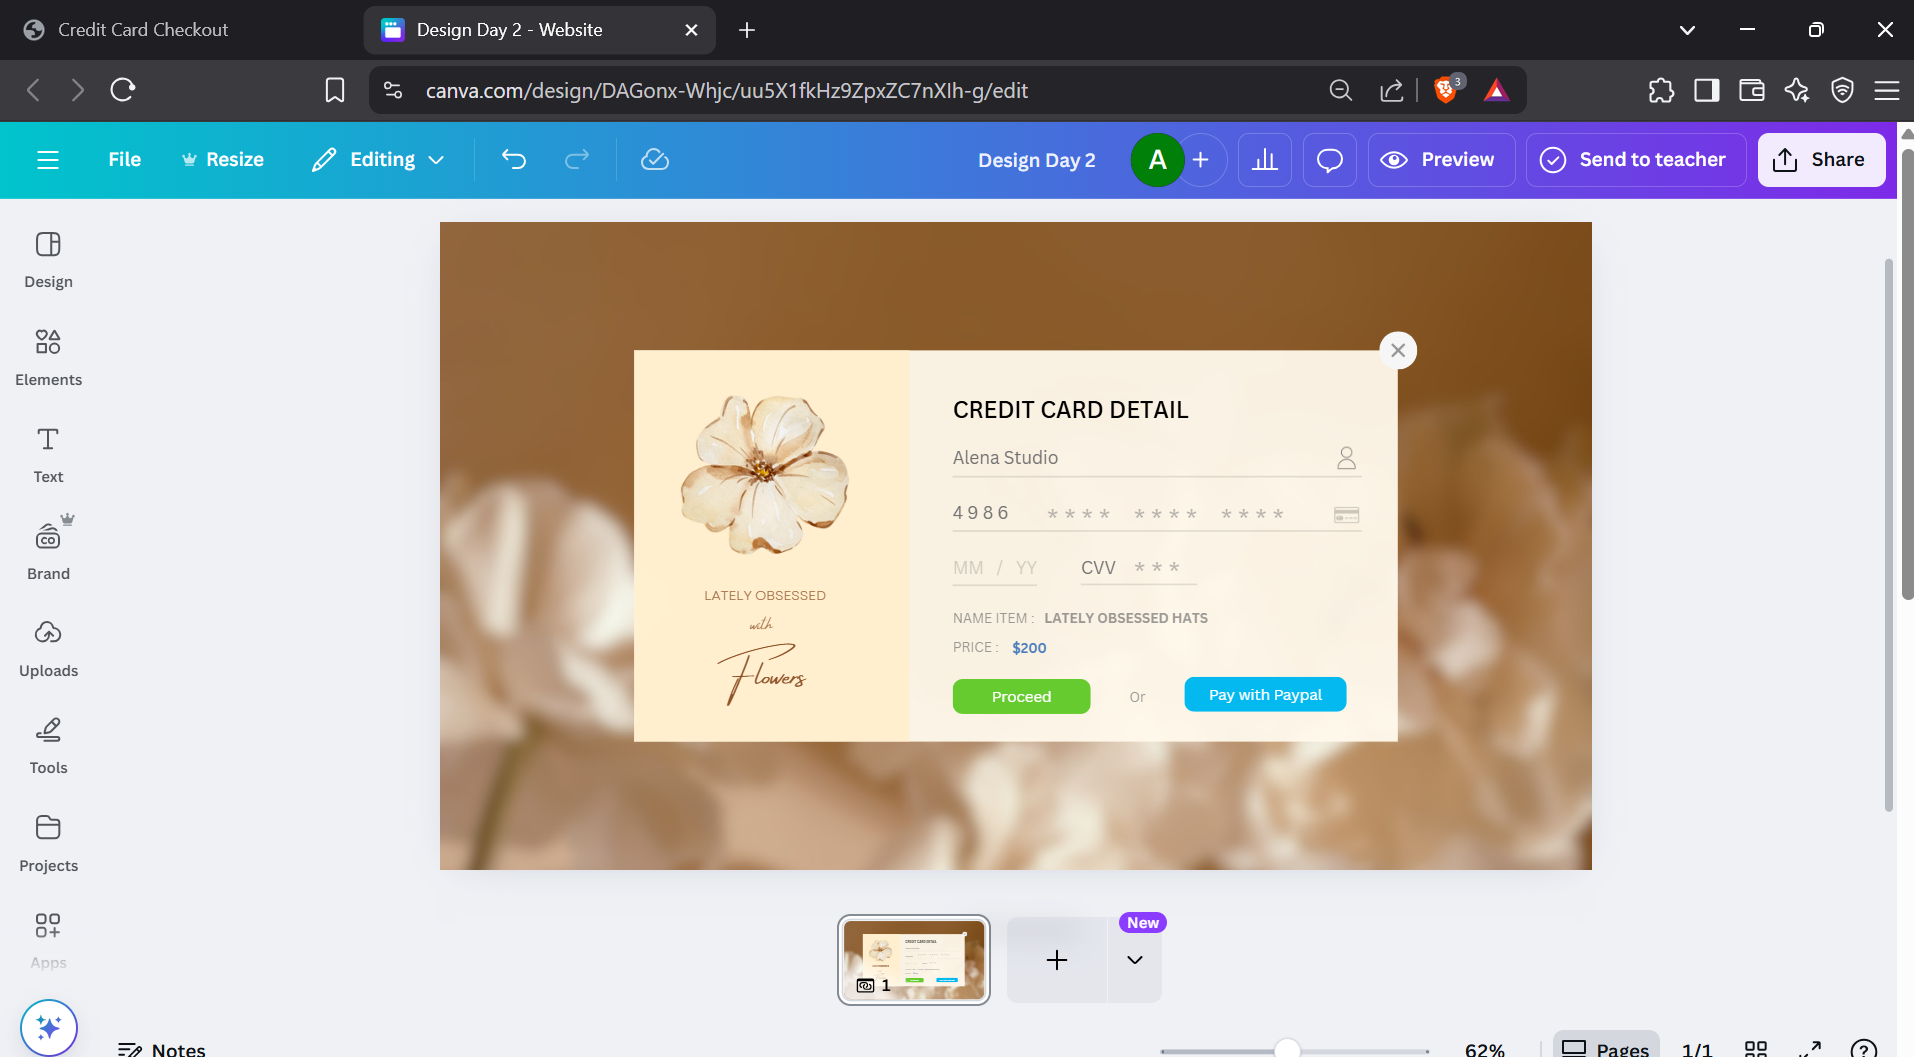 Credit Card Checkout
Design Day 2 - Website
canva.com/design/DAGonx-Whjc/uu5X1fkHz9ZpxZC7nXlh-g/edit
3
File
Resize
Editing
Design Day 2
A
Preview
Send to teacher
Share
Design
Elements
Text
CO
Brand
Uploads
Tools
Projects
Apps
LATELY OBSESSED
with
Flowers
CREDIT CARD DETAIL
Alena Studio
4986 **** **** ****
MM / YY CVV ***
NAME ITEM : LATELY OBSESSED HATS
PRICE : $200
Proceed Or Pay with Paypal
New
1
Notes
62%
Pages
1/1